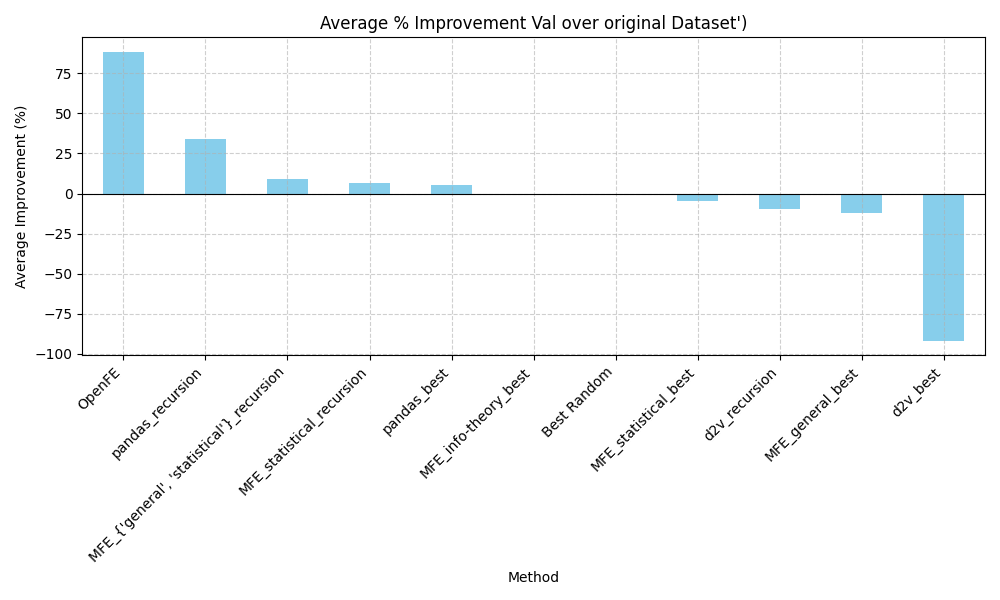 Average % Improvement Val over original Dataset')
Average Improvement (%)
75
50
25
0
−25
−50
−75
−100
OpenFE
pandas_recursion
MFE_{'general', 'statistical'}_recursion
MFE_statistical_recursion
pandas_best
MFE_info-theory_best
Best Random
MFE_statistical_best
d2v_recursion
MFE_general_best
d2v_best
Method